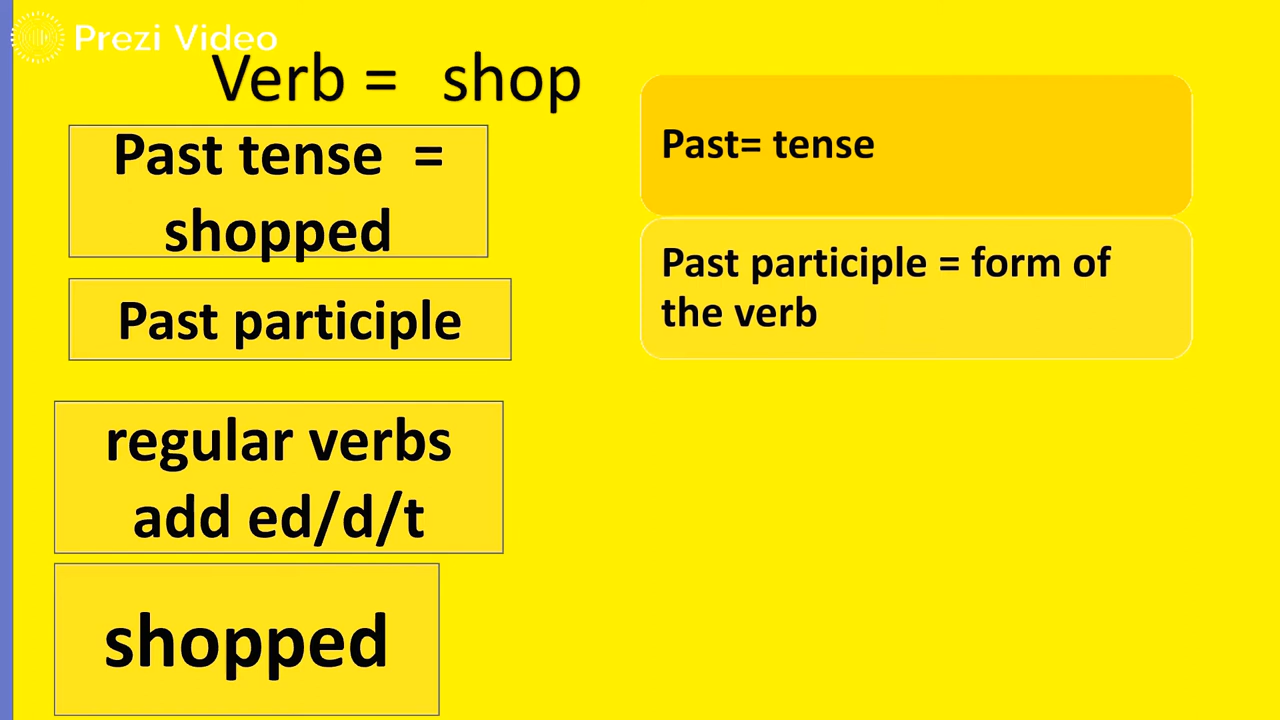 Prezi Video
Verb = shop
Past tense =
shopped
Past participle
regular verbs
add ed/d/t
shopped
Past= tense
Past participle = form of
the verb